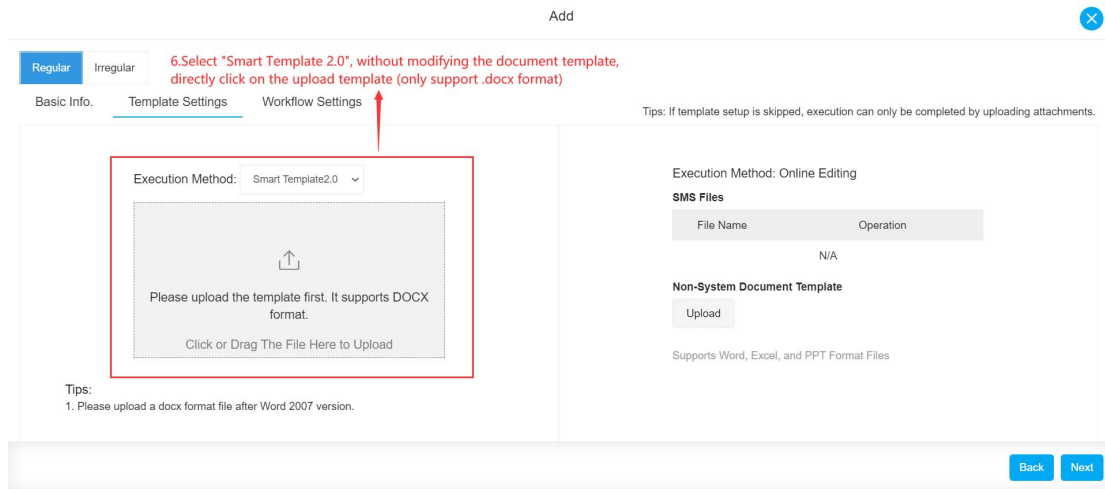 Add
Regular
Irregular
6.Select "Smart Template 2.0", without modifying the document template,
directly click on the upload template (only support .docx format)
Basic Info.
Template Settings
Workflow Settings
Tips: If template setup is skipped, execution can only be completed by uploading attachments.
Execution Method:
Smart Template2.0
Please upload the template first. It supports DOCX
format.
Click or Drag The File Here to Upload
Tips:
1. Please upload a docx format file after Word 2007 version.
Execution Method: Online Editing
SMS Files
File Name
Operation
N/A
Non-System Document Template
Upload
Supports Word, Excel, and PPT Format Files
Back
Next